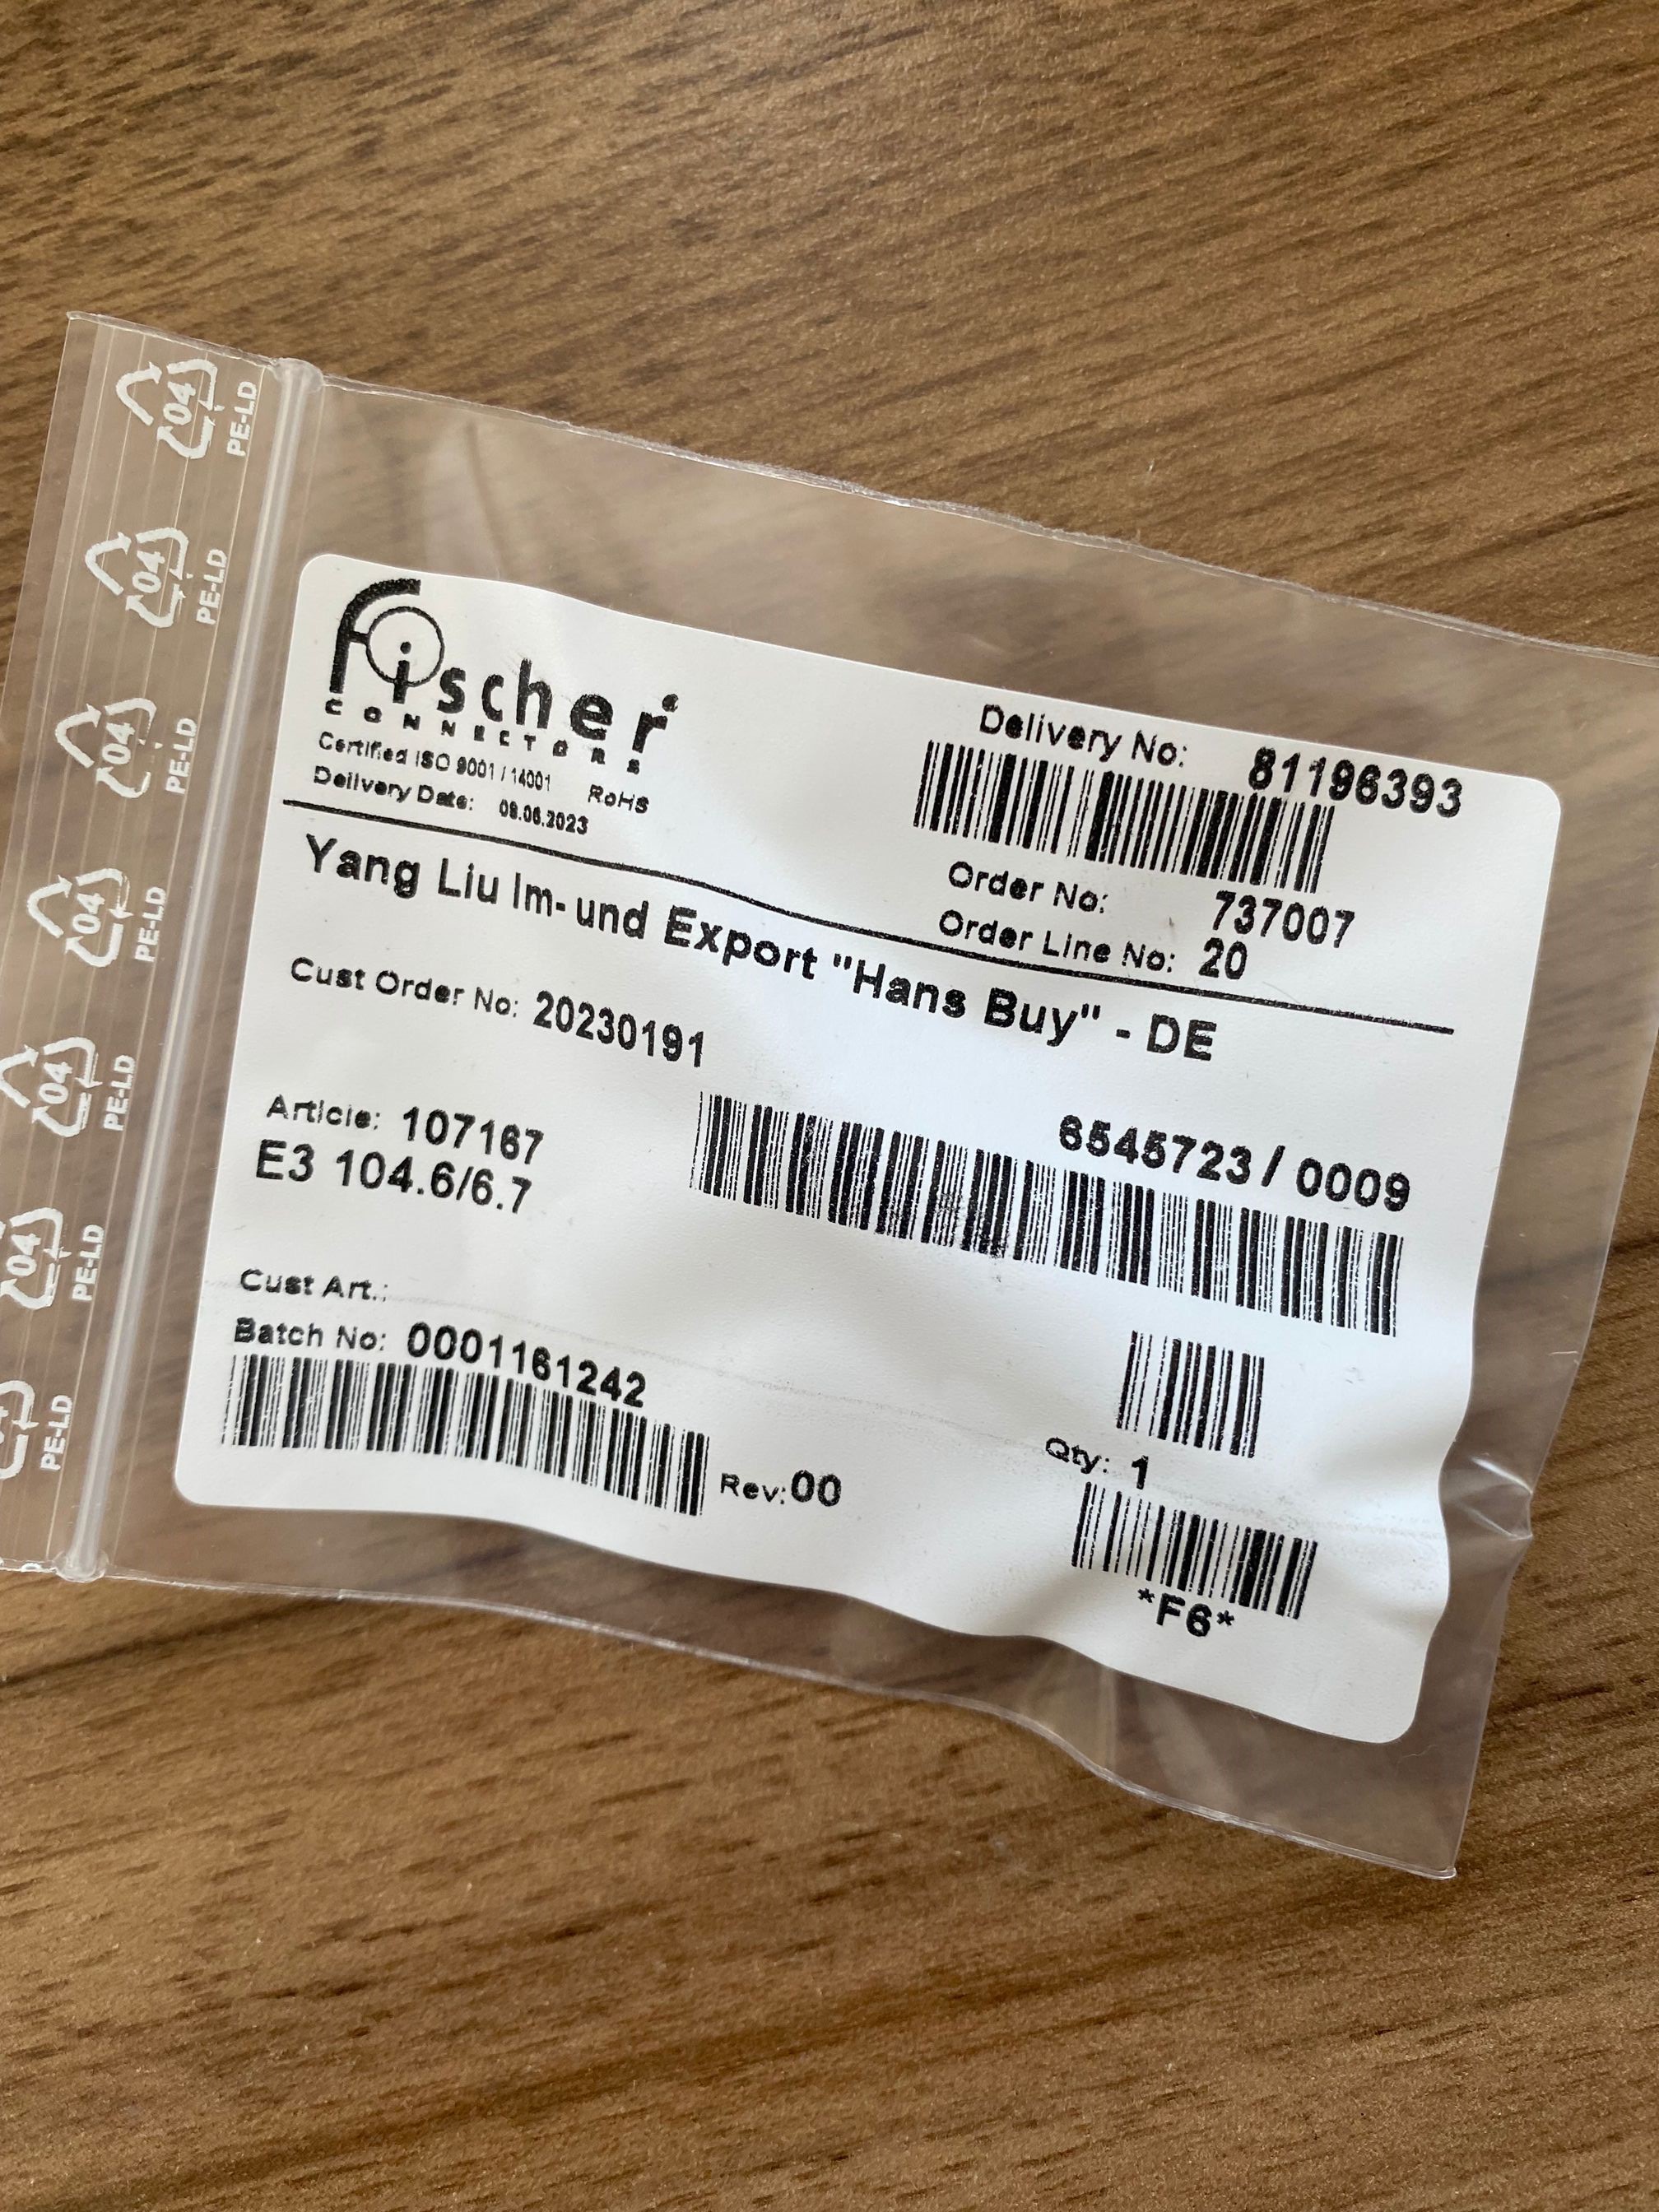 Fischer
CONNECTORS
Certified ISO 9001 / 14001 RoHS
Delivery Date: 09.06.2023
Delivery No: 81196393
Order No: 737007
Order Line No: 20
Yang Liu Im- und Export "Hans Buy" - DE
Cust Order No: 20230191
Article: 107167
E3 104.6/6.7
6545723 / 0009
Cust Art.:
Batch No: 0001161242
Rev: 00
Qty: 1
*F6*
04
PE-LD
04
PE-LD
04
PE-LD
04
PE-LD
04
PE-LD
04
PE-LD
PE-LD